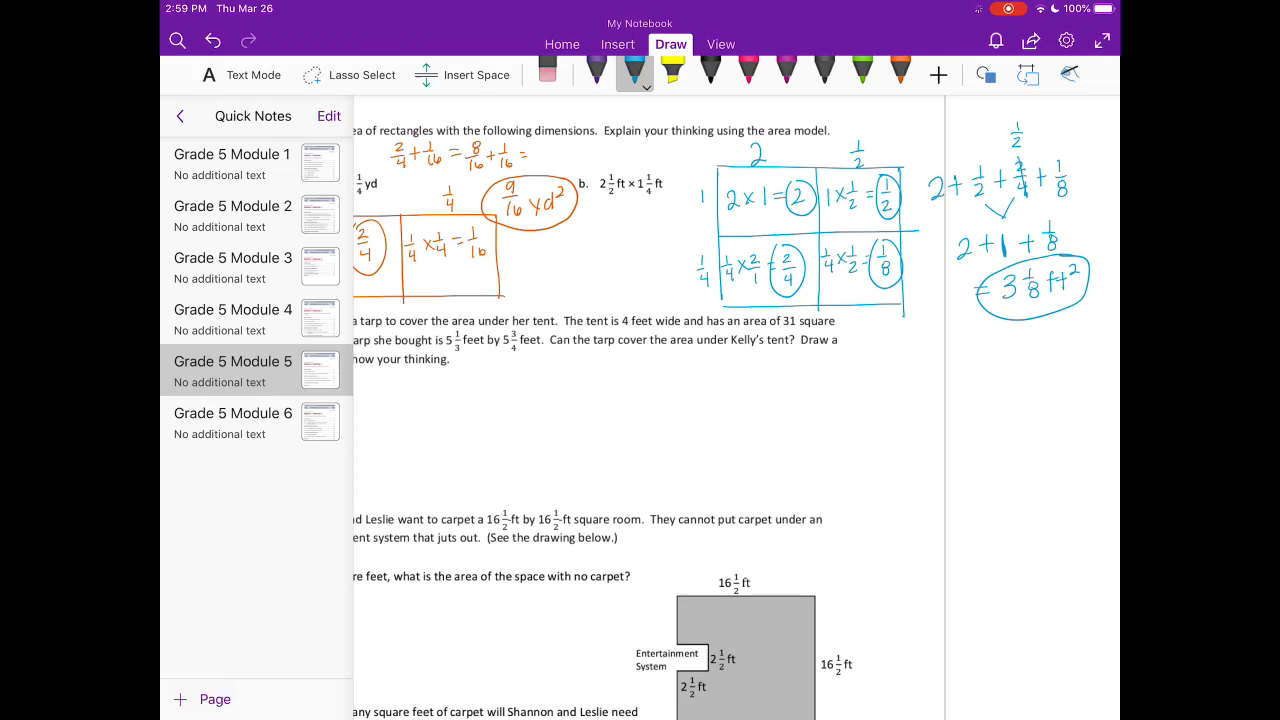 2:59 PM Thu Mar 26
100%
My Notebook
Home Insert Draw View
A Text Mode Lasso Select Insert Space
Quick Notes Edit
Grade 5 Module 1
No additional text
Grade 5 Module 2
No additional text
Grade 5 Module 3
No additional text
Grade 5 Module 4
No additional text
Grade 5 Module 5
No additional text
Grade 5 Module 6
No additional text
+ Page
ea of rectangles with the following dimensions. Explain your thinking using the area model.
2/4 + 1/16 = 8/16 + 1/16 =
9/16 yd²
1/4 yd
1/4
2/4
1/4 × 1/4 = 1/16
b. 2 1/2 ft × 1 1/4 ft
2 1/2
1 2 × 1 = 2 1 × 1/2 = 1/2
1/4 1/4 × 2/1 = 2/4 1/4 × 1/2 = 1/8
1/2
2 + 1/2 + 2/4 + 1/8
2 + 1 + 1/8
= 3 1/8 ft²
a tarp to cover the area under her tent. The tent is 4 feet wide and has an area of 31 square
arp she bought is 5 1/3 feet by 5 3/4 feet. Can the tarp cover the area under Kelly's tent? Draw a
how your thinking.
nd Leslie want to carpet a 16 1/2-ft by 16 1/2-ft square room. They cannot put carpet under an
ent system that juts out. (See the drawing below.)
re feet, what is the area of the space with no carpet?
16 1/2 ft
Entertainment
System
2 1/2 ft
16 1/2 ft
2 1/2 ft
any square feet of carpet will Shannon and Leslie need